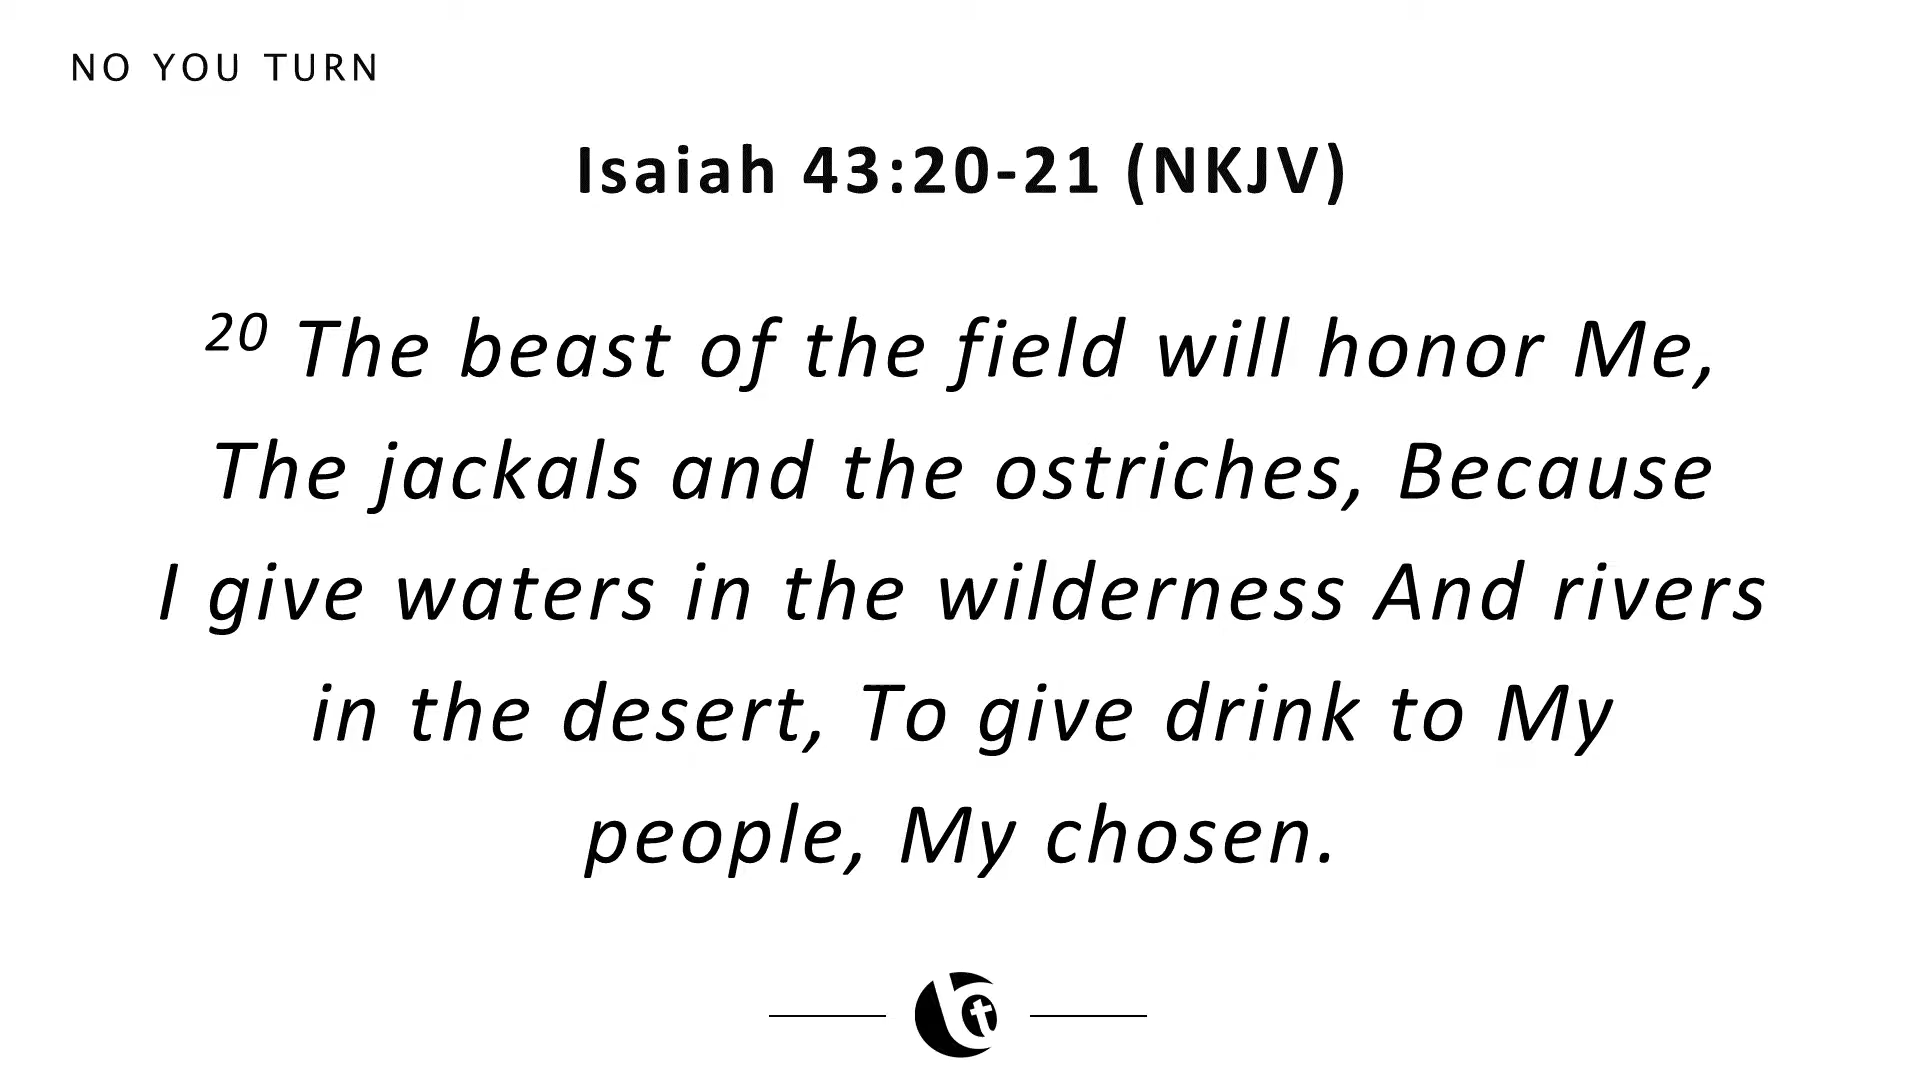 NO YOU TURN
Isaiah 43:20-21 (NKJV)
20 The beast of the field will honor Me,
The jackals and the ostriches, Because
I give waters in the wilderness And rivers
in the desert, To give drink to My
people, My chosen.